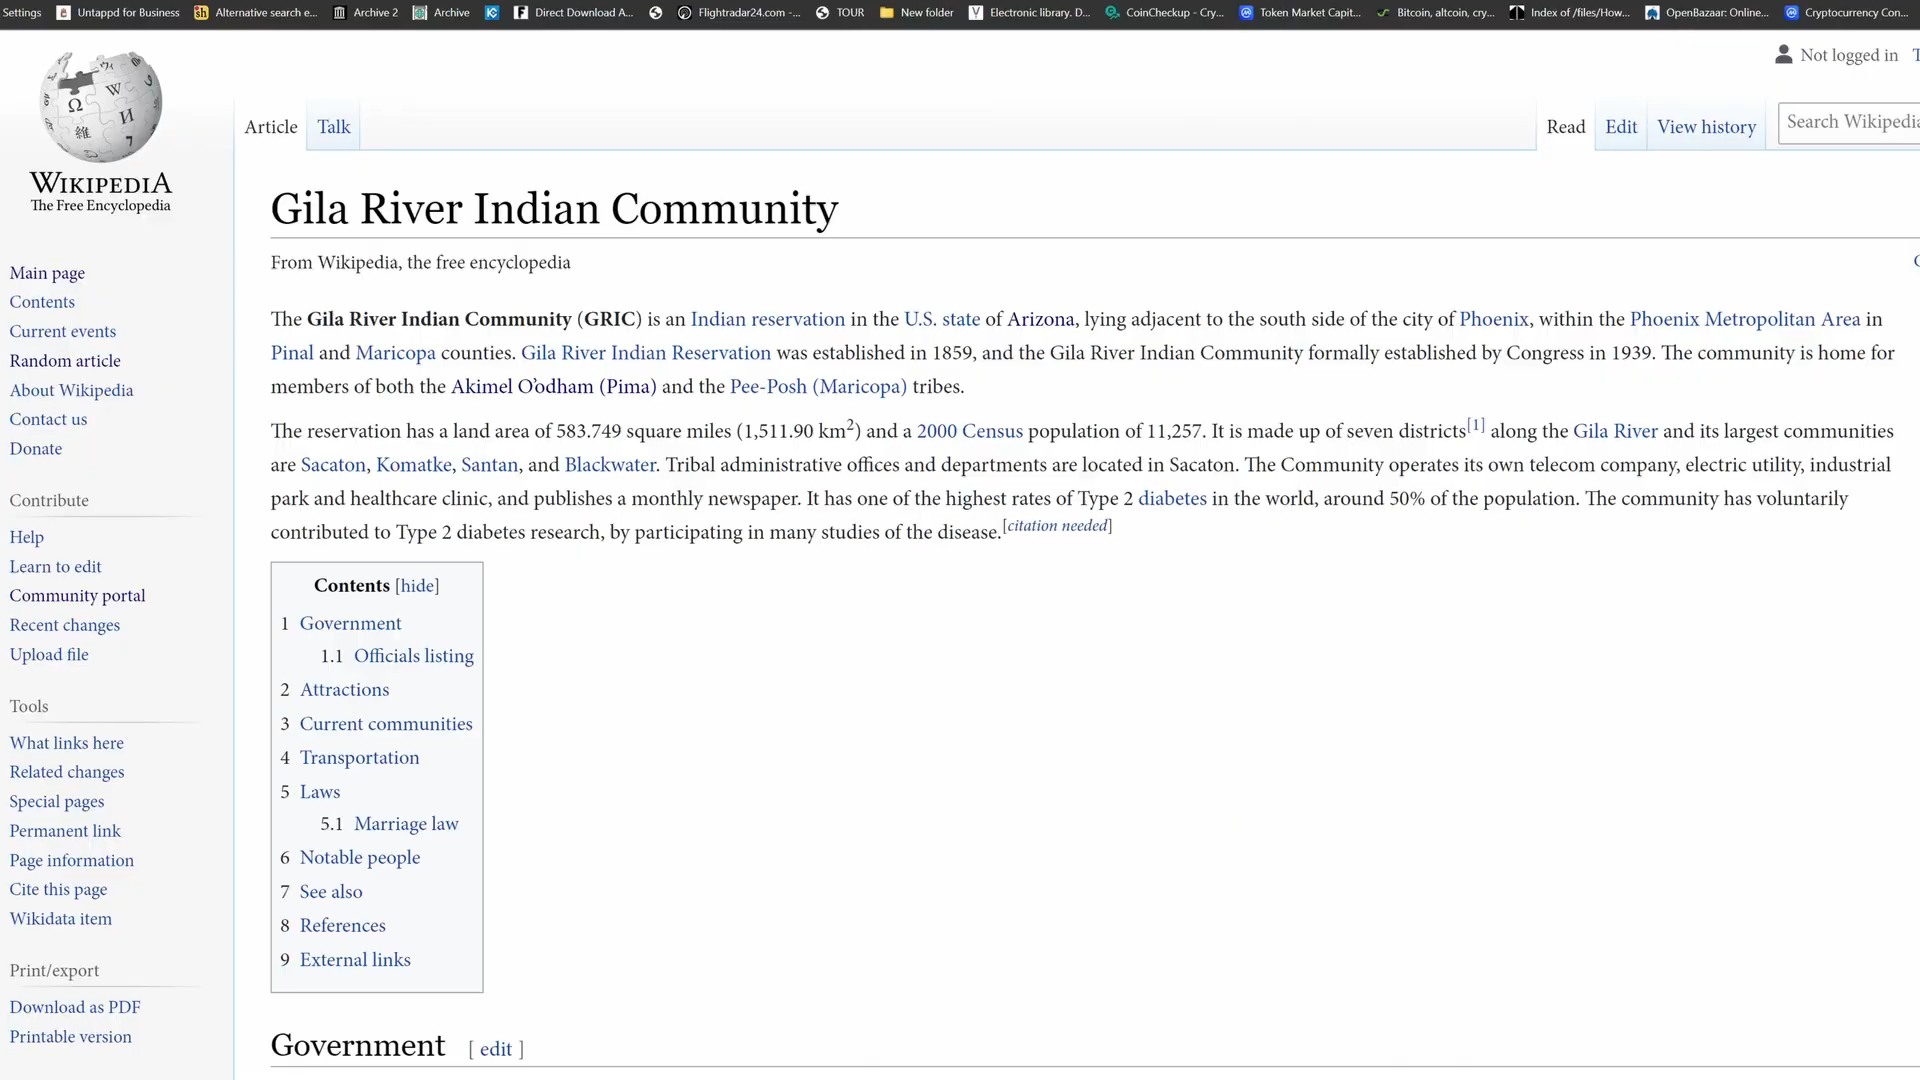 Settings Untappd for Business Alternative search e... Archive 2 Archive Direct Download A... Flightradar24.com -... TOUR New folder Electronic library. D... CoinCheckup - Cry... Token Market Capit... Bitcoin, altcoin, cry... Index of /files/How... OpenBazaar: Online... Cryptocurrency Con...
Not logged in
Article Talk Read Edit View history Search Wikipedia
WIKIPEDIA
The Free Encyclopedia
Main page
Contents
Current events
Random article
About Wikipedia
Contact us
Donate
Contribute
Help
Learn to edit
Community portal
Recent changes
Upload file
Tools
What links here
Related changes
Special pages
Permanent link
Page information
Cite this page
Wikidata item
Print/export
Download as PDF
Printable version
Gila River Indian Community
From Wikipedia, the free encyclopedia
The Gila River Indian Community (GRIC) is an Indian reservation in the U.S. state of Arizona, lying adjacent to the south side of the city of Phoenix, within the Phoenix Metropolitan Area in
Pinal and Maricopa counties. Gila River Indian Reservation was established in 1859, and the Gila River Indian Community formally established by Congress in 1939. The community is home for
members of both the Akimel O’odham (Pima) and the Pee-Posh (Maricopa) tribes.
The reservation has a land area of 583.749 square miles (1,511.90 km2) and a 2000 Census population of 11,257. It is made up of seven districts[1] along the Gila River and its largest communities
are Sacaton, Komatke, Santan, and Blackwater. Tribal administrative offices and departments are located in Sacaton. The Community operates its own telecom company, electric utility, industrial
park and healthcare clinic, and publishes a monthly newspaper. It has one of the highest rates of Type 2 diabetes in the world, around 50% of the population. The community has voluntarily
contributed to Type 2 diabetes research, by participating in many studies of the disease.[citation needed]
Contents [hide]
1 Government
1.1 Officials listing
2 Attractions
3 Current communities
4 Transportation
5 Laws
5.1 Marriage law
6 Notable people
7 See also
8 References
9 External links
Government [ edit ]